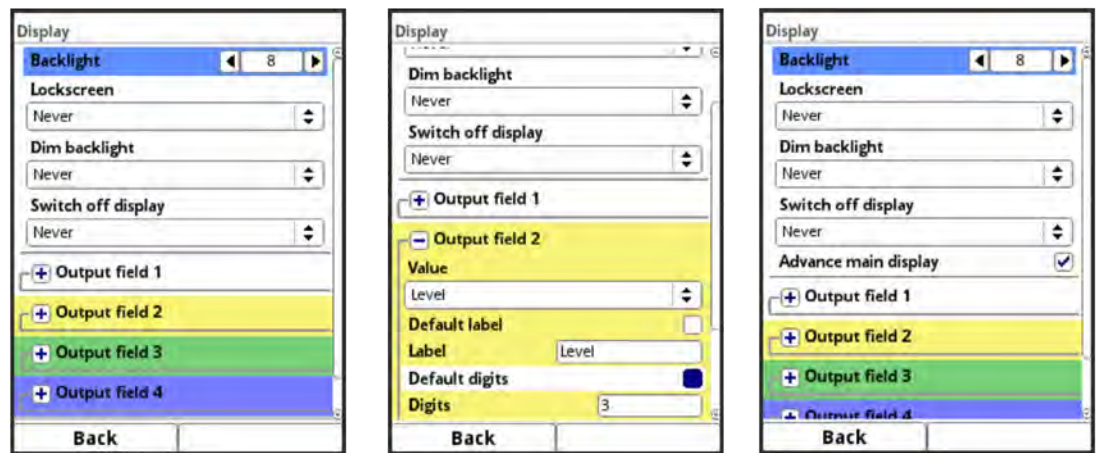 Display
Backlight 8
Lockscreen
Never
Dim backlight
Never
Switch off display
Never
Output field 1
Output field 2
Output field 3
Output field 4
Back
Display
Dim backlight
Never
Switch off display
Never
Output field 1
Output field 2
Value
Level
Default label
Label Level
Default digits
Digits 3
Back
Display
Backlight 8
Lockscreen
Never
Dim backlight
Never
Switch off display
Never
Advance main display
Output field 1
Output field 2
Output field 3
Output field 4
Back